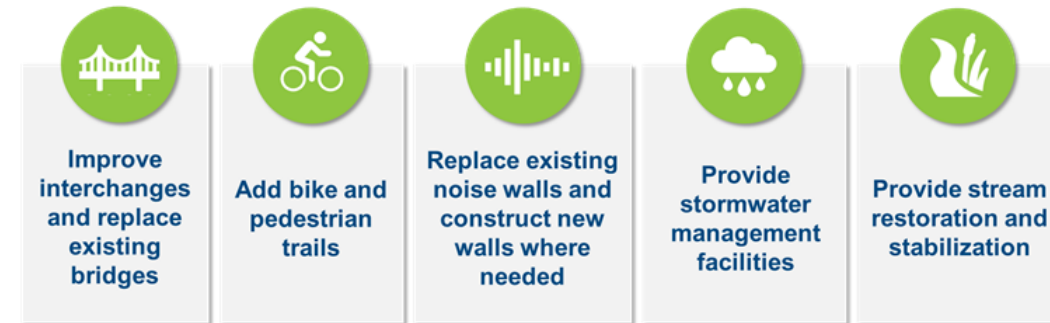 Improve
interchanges
and replace
existing
bridges
Add bike and
pedestrian
trails
Replace existing
noise walls and
construct new
walls where
needed
Provide
stormwater
management
facilities
Provide stream
restoration and
stabilization